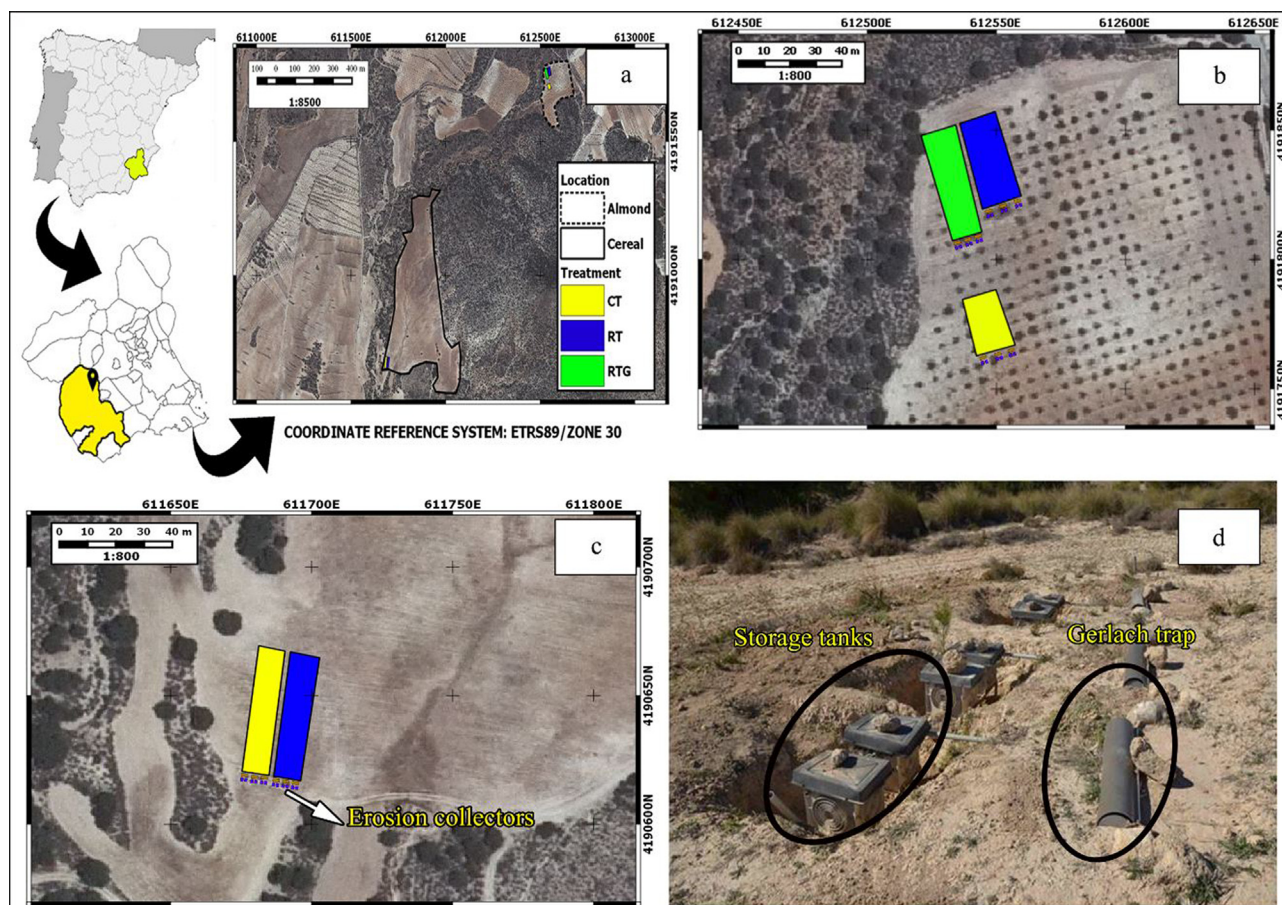 611000E 611500E 612000E 612500E 613000E
100 0 100 200 300 400 m
1:8500
a
4191550N
4191000N
Location
Almond
Cereal
Treatment
CT
RT
RTG
COORDINATE REFERENCE SYSTEM: ETRS89/ZONE 30
612450E 612500E 612550E 612600E 612650E
0 10 20 30 40 m
1:800
b
4191850N
4191800N
4191750N
611650E 611700E 611750E 611800E
0 10 20 30 40 m
1:800
c
4190700N
4190650N
4190600N
Erosion collectors
d
Storage tanks
Gerlach trap